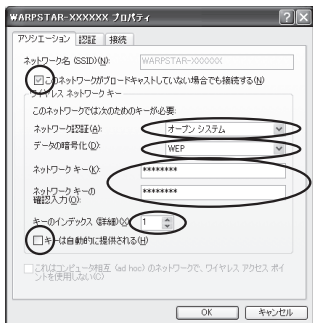 WARPSTAR-XXXXXX プロパティ
アソシエーション 認証 接続
ネットワーク名 (SSID)(N): WARPSTAR-XXXXXX
このネットワークがブロードキャストしていない場合でも接続する(N)
ワイヤレス ネットワーク キー
このネットワークでは次のためのキーが必要:
ネットワーク認証(A): オープン システム
データの暗号化(D): WEP
ネットワーク キー(K): ********
ネットワーク キーの
確認入力(O): ********
キーのインデックス (詳細)(X): 1
キーは自動的に提供される(H)
これはコンピュータ相互 (ad hoc) のネットワークで、ワイヤレス アクセス ポイ
ントを使用しない(C)
OK キャンセル